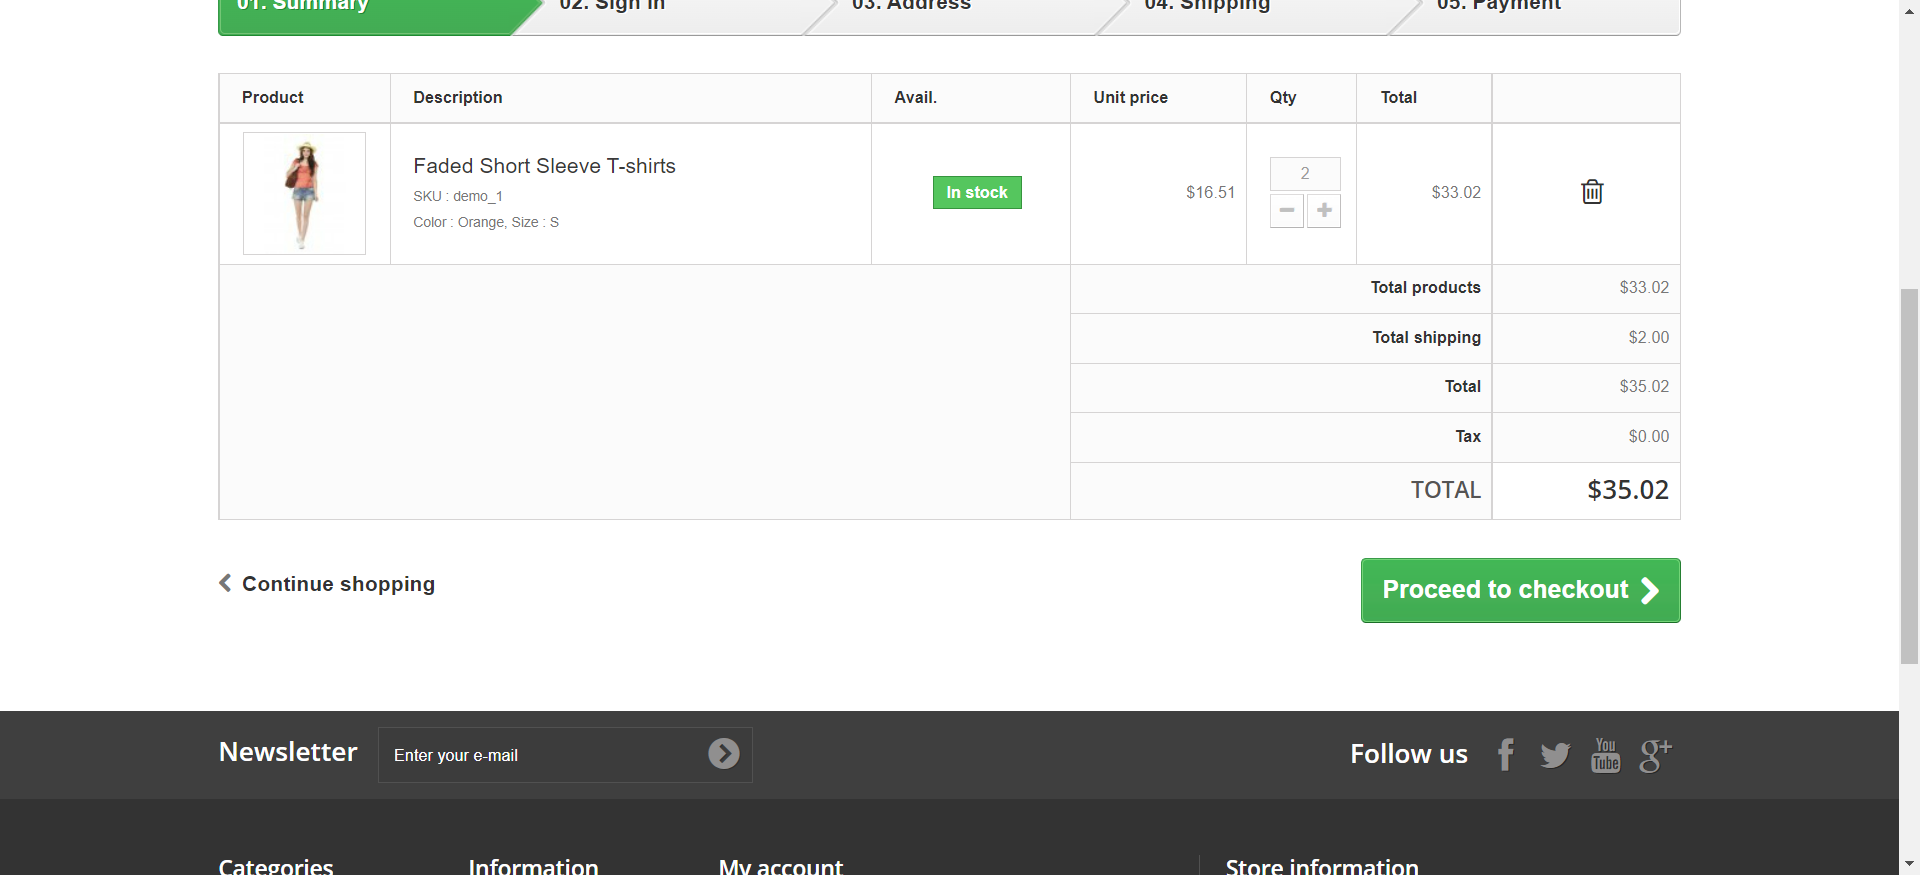 01. Summary
02. Sign in
03. Address
04. Shipping
05. Payment
Product
Description
Avail.
Unit price
Qty
Total
Faded Short Sleeve T-shirts
SKU : demo_1
Color : Orange, Size : S
In stock
$16.51
2
$33.02
Total products
$33.02
Total shipping
$2.00
Total
$35.02
Tax
$0.00
TOTAL
$35.02
Continue shopping
Proceed to checkout
Newsletter
Enter your e-mail
Follow us
You
Tube
g+
Categories
Information
My account
Store information